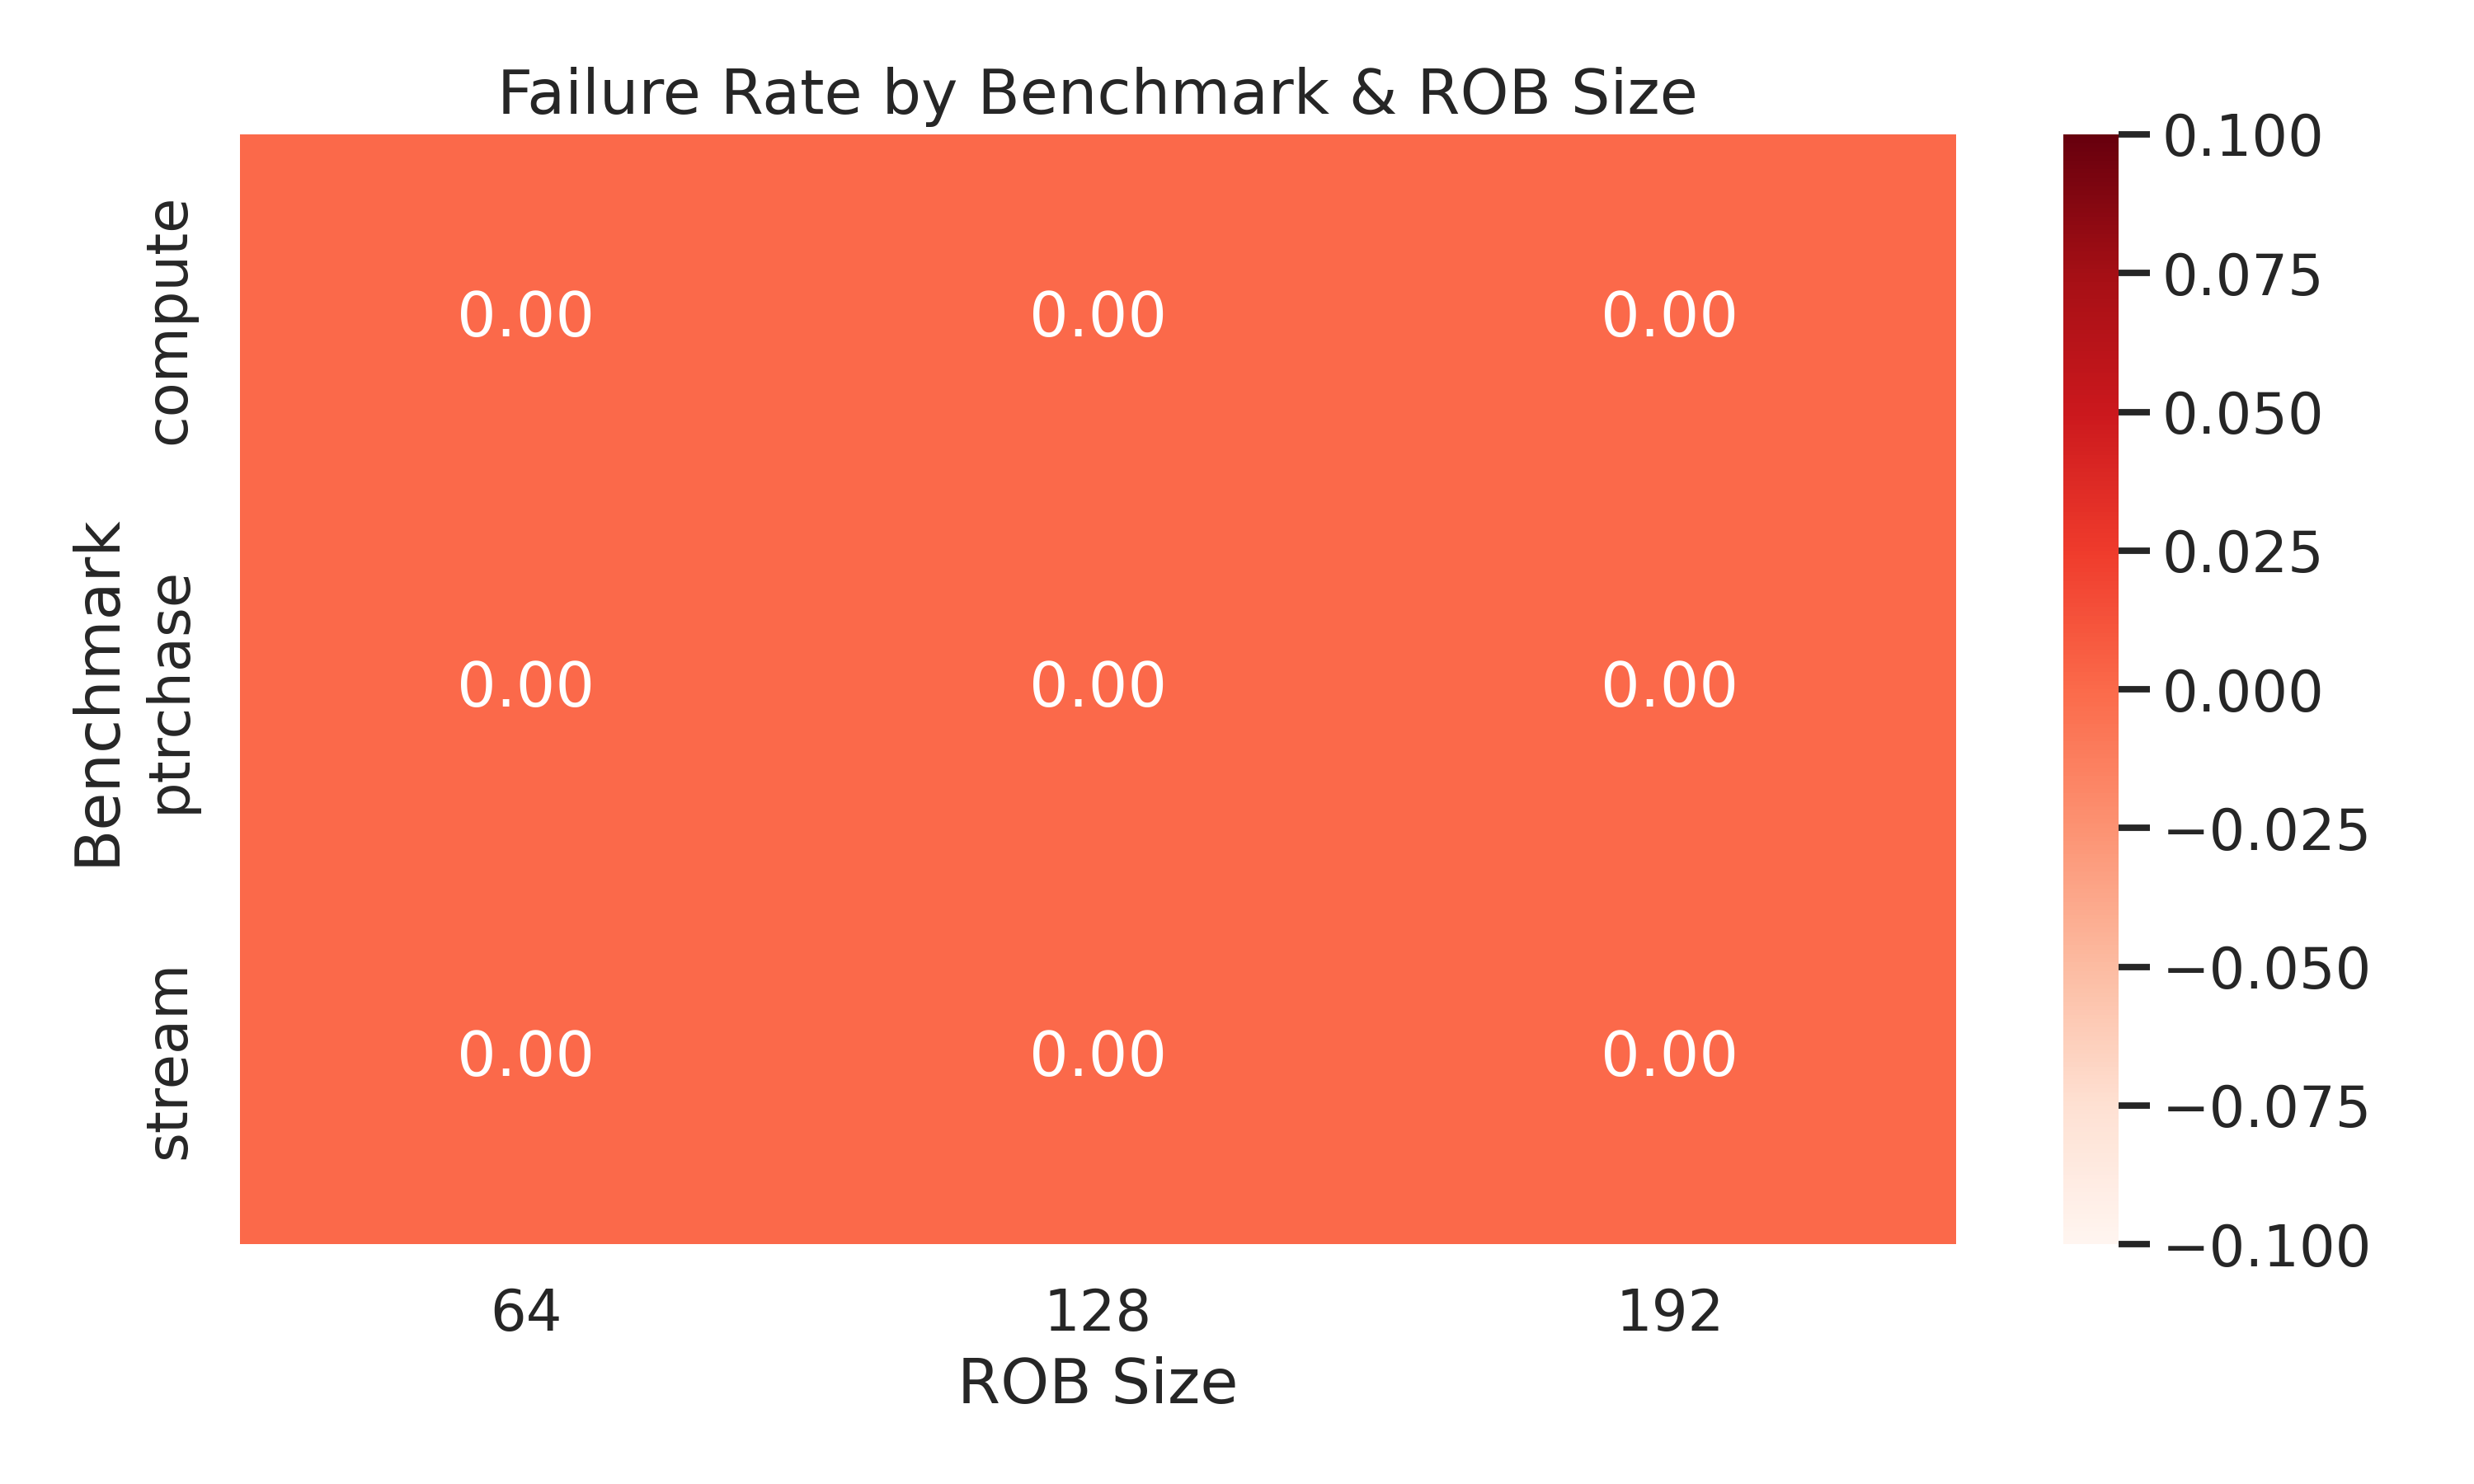 Failure Rate by Benchmark & ROB Size
Benchmark
compute
ptrchase
stream
0.00 0.00 0.00
0.00 0.00 0.00
0.00 0.00 0.00
64 128 192
ROB Size
0.100
0.075
0.050
0.025
0.000
−0.025
−0.050
−0.075
−0.100